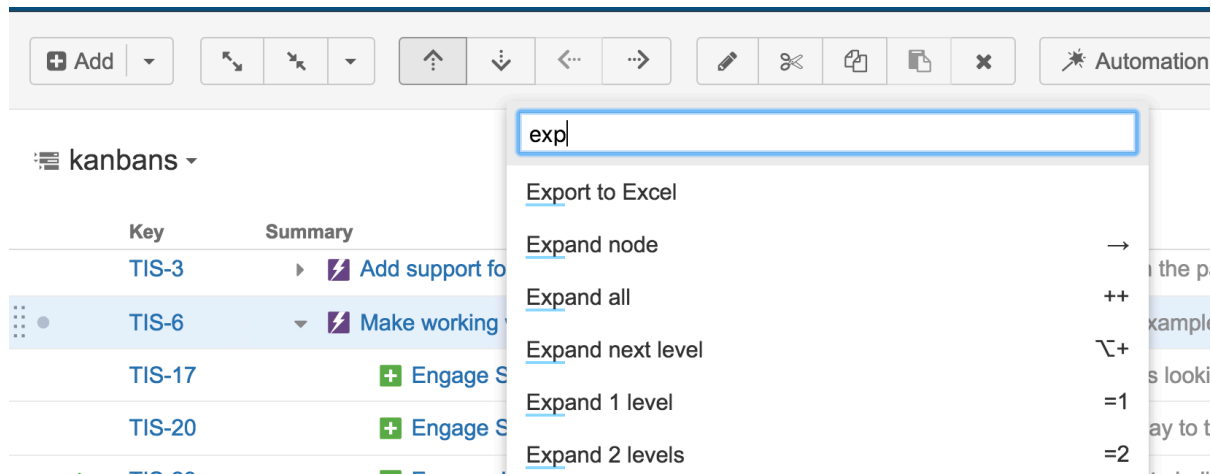 Add
Automation
exp
kanbans
Export to Excel
Key Summary
Expand node →
TIS-3 Add support fo the p
Expand all ++
TIS-6 Make working
Expand next level ⌥+
TIS-17 Engage S s looki
Expand 1 level =1
TIS-20 Engage S ay to t
Expand 2 levels =2